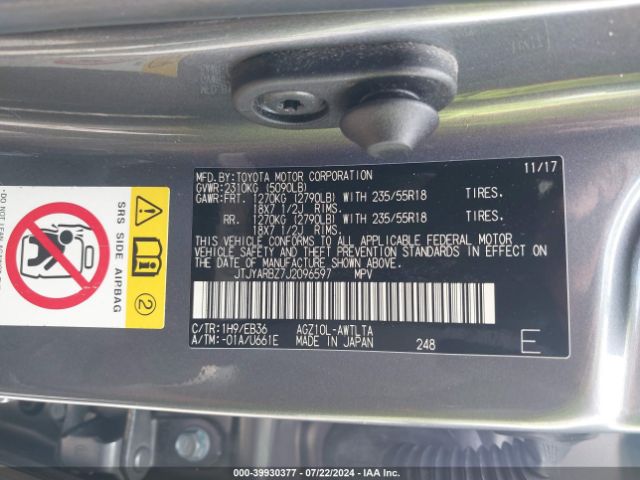 MFD. BY: TOYOTA MOTOR CORPORATION 11/17
GVWR: 2310KG (5090LB)
GAWR: FRT. 1270KG (2790LB) WITH 235/55R18 TIRES.
18X7 1/2J RIMS
RR. 1270KG (2790LB) WITH 235/55R18 TIRES.
18X7 1/2J RIMS.
THIS VEHICLE CONFORMS TO ALL APPLICABLE FEDERAL MOTOR
VEHICLE SAFETY AND THEFT PREVENTION STANDARDS IN EFFECT
ON THE DATE OF MANUFACTURE SHOWN ABOVE.
JTJYARBZ7J2096597 MPV
C/TR: 1H9/EB36 AGZ10L-AWTLTA
A/TM: -01A/U661E MADE IN JAPAN 248 E
SRS SIDE AIRBAG
2
000-39930377 - 07/22/2024 - IAA Inc.